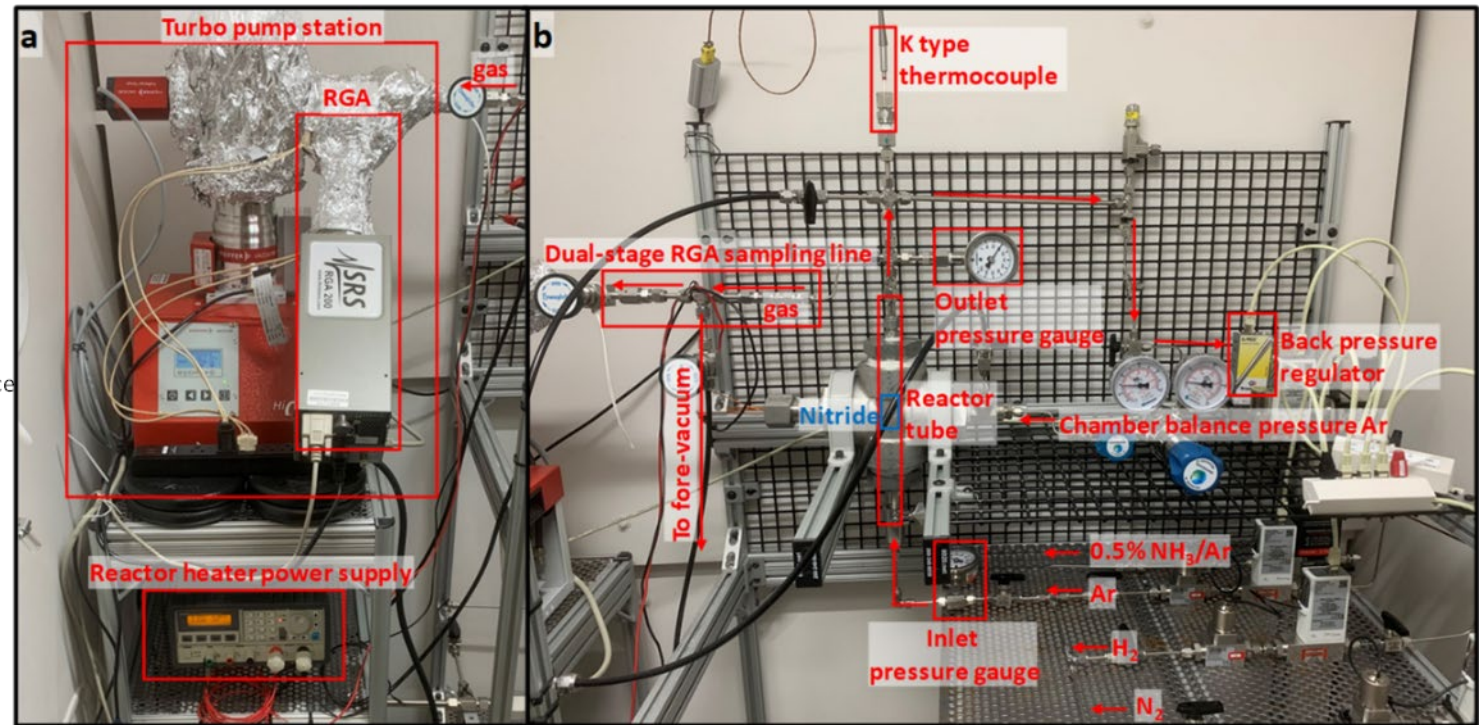 a
Turbo pump station
gas
RGA
SRS
RGA 200
Hi
Reactor heater power supply
ce
b
K type
thermocouple
Dual-stage RGA sampling line
gas
Outlet
pressure gauge
Back pressure
regulator
Nitride
Reactor
tube
Chamber balance pressure Ar
To fore-vacuum
0.5% NH₃/Ar
Ar
Inlet
pressure gauge
H₂
N₂